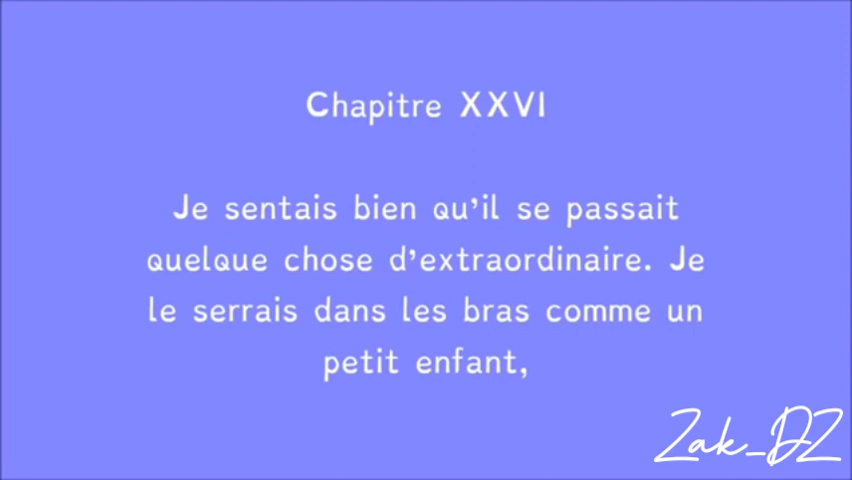 Chapitre XXVI
Je sentais bien qu’il se passait
quelque chose d’extraordinaire. Je
le serrais dans les bras comme un
petit enfant,
Zak_DZ